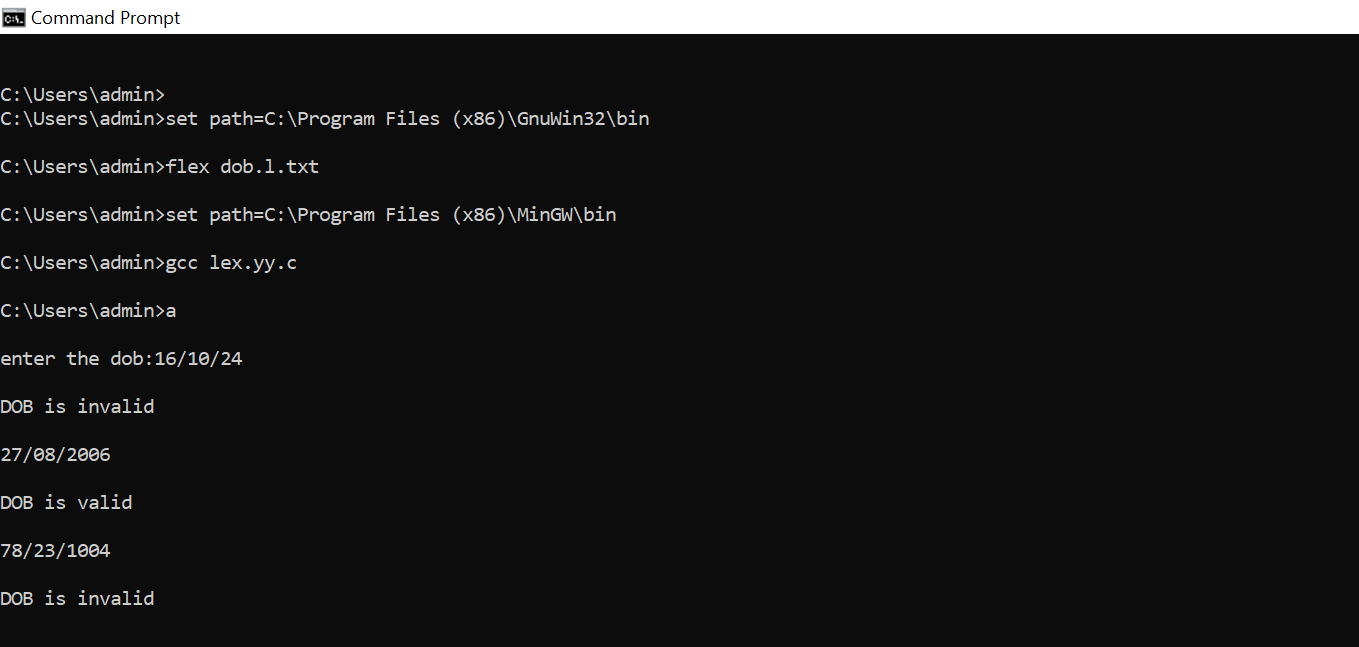 Command Prompt
C:\Users\admin>
C:\Users\admin>set path=C:\Program Files (x86)\GnuWin32\bin
C:\Users\admin>flex dob.l.txt
C:\Users\admin>set path=C:\Program Files (x86)\MinGW\bin
C:\Users\admin>gcc lex.yy.c
C:\Users\admin>a
enter the dob:16/10/24
DOB is invalid
27/08/2006
DOB is valid
78/23/1004
DOB is invalid